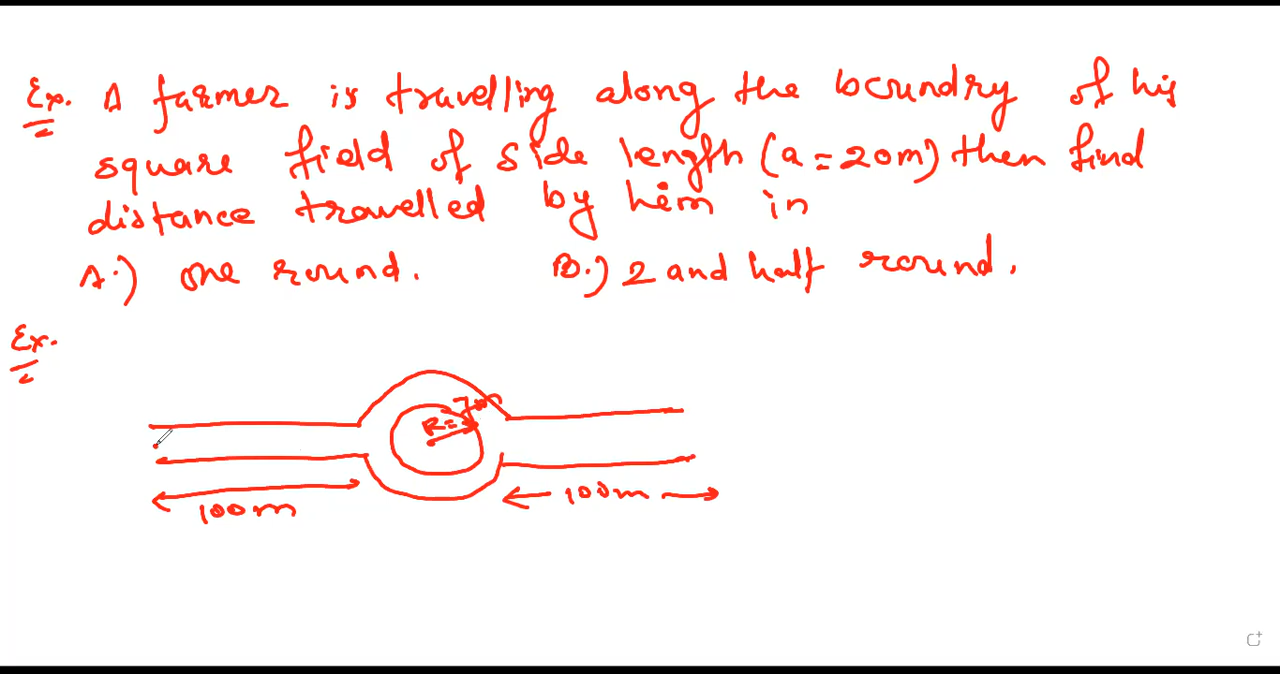 Ex. A farmer is travelling along the boundry of his
square field of side length (a = 20m) then find
distance travelled by him in
A.) one round. B.) 2 and half round.
Ex.
R = 7m
100m 100m